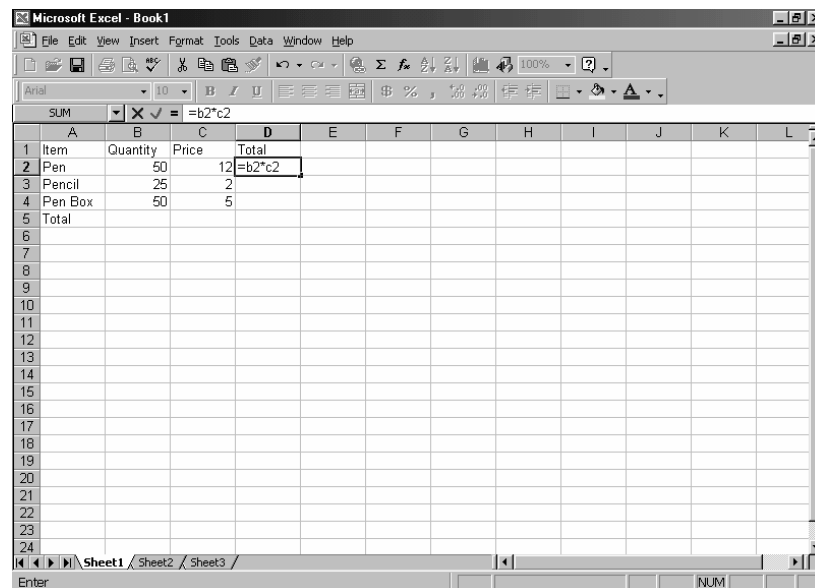 Microsoft Excel - Book1
File Edit View Insert Format Tools Data Window Help
100%
Arial 10 B I U $ % ,
SUM = =b2*c2
A B C D E F G H I J K L
1 Item Quantity Price Total
2 Pen 50 12 =b2*c2
3 Pencil 25 2
4 Pen Box 50 5
5 Total
6
7
8
9
10
11
12
13
14
15
16
17
18
19
20
21
22
23
24
Sheet1 Sheet2 Sheet3
Enter NUM